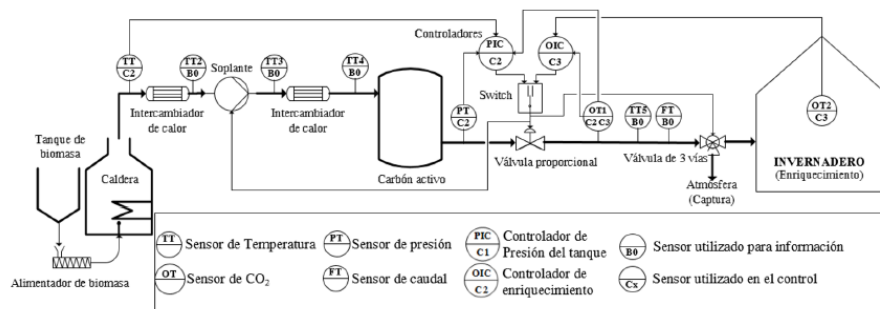 Controladores
TT
C2
TT2
B0
Soplante
TT3
B0
TT4
B0
PIC
C2
OIC
C3
Switch
Intercambiador
de calor
Intercambiador
de calor
PT
C2
OT1
C2 C3
TT5
B0
FT
B0
OT2
C3
Tanque de
biomasa
Caldera
Carbón activo
Válvula proporcional
Válvula de 3 vías
INVERNADERO
(Enriquecimiento)
Atmósfera
(Captura)
Alimentador de biomasa
TT
Sensor de Temperatura
PT
Sensor de presión
PIC
C1
Controlador de
Presión del tanque
B0
Sensor utilizado para información
OT
Sensor de CO₂
FT
Sensor de caudal
OIC
C2
Controlador de
enriquecimiento
Cx
Sensor utilizado en el control